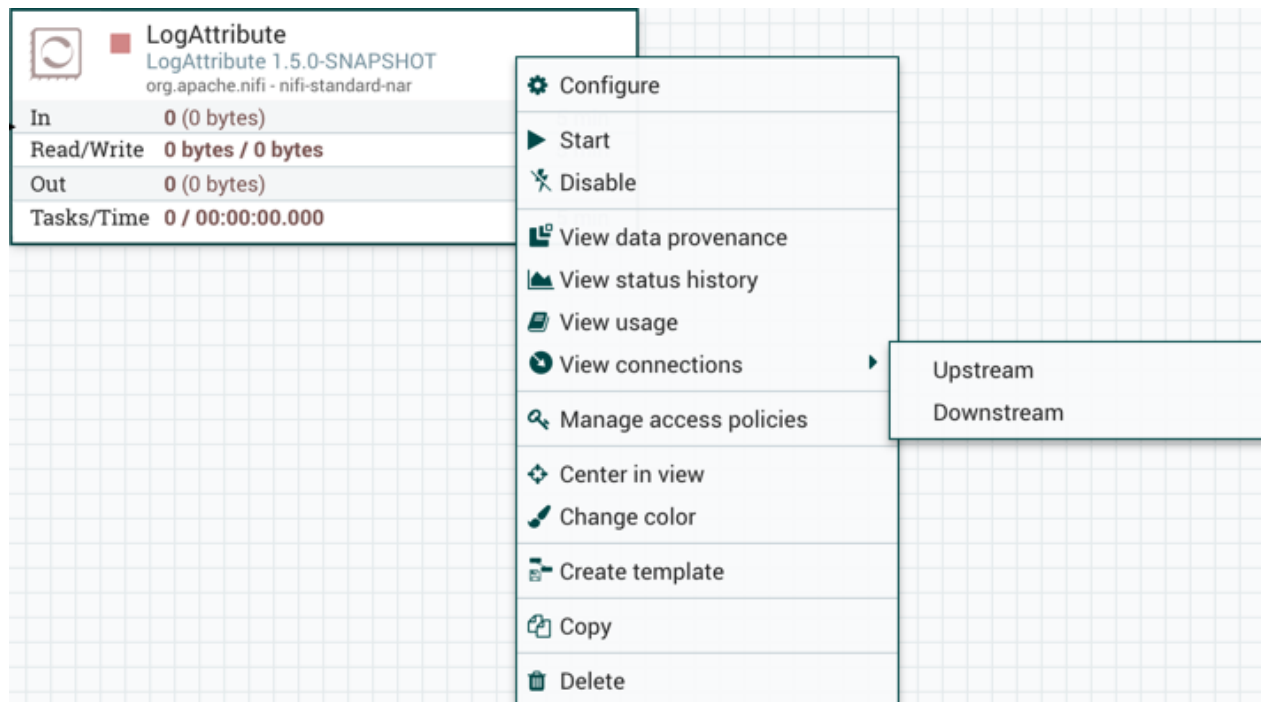 LogAttribute
LogAttribute 1.5.0-SNAPSHOT
org.apache.nifi - nifi-standard-nar
In 0 (0 bytes)
Read/Write 0 bytes / 0 bytes
Out 0 (0 bytes)
Tasks/Time 0 / 00:00:00.000
Configure
Start
Disable
View data provenance
View status history
View usage
View connections
Upstream
Downstream
Manage access policies
Center in view
Change color
Create template
Copy
Delete